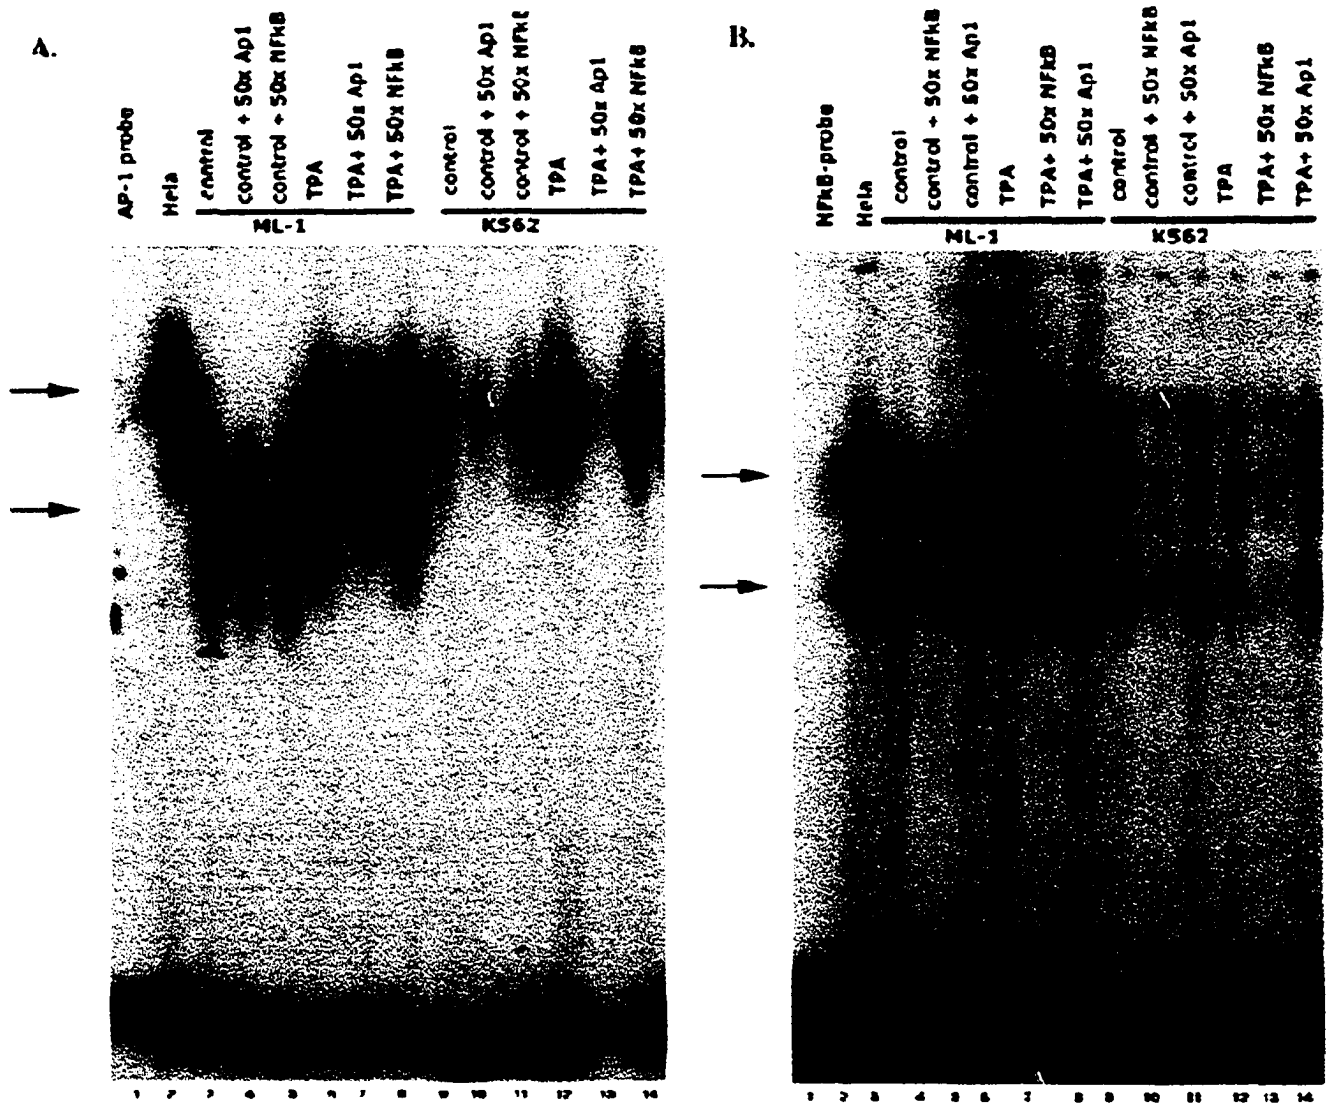 A.
AP-1 probe
Hela
control
control + 50x Ap1
control + 50x NFkB
TPA
TPA+ 50x Ap1
TPA+ 50x NFkB
control
control + 50x Ap1
control + 50x NFkB
TPA
TPA+ 50x Ap1
TPA+ 50x NFkB
ML-1
K562
1 2 3 4 5 6 7 8 9 10 11 12 13 14
B.
NFkB-probe
Hela
control
control + 50x NFkB
control + 50x Ap1
TPA
TPA+ 50x NFkB
TPA+ 50x Ap1
control
control + 50x NFkB
control + 50x Ap1
TPA
TPA+ 50x NFkB
TPA+ 50x Ap1
ML-1
K562
1 2 3 4 5 6 7 8 9 10 11 12 13 14